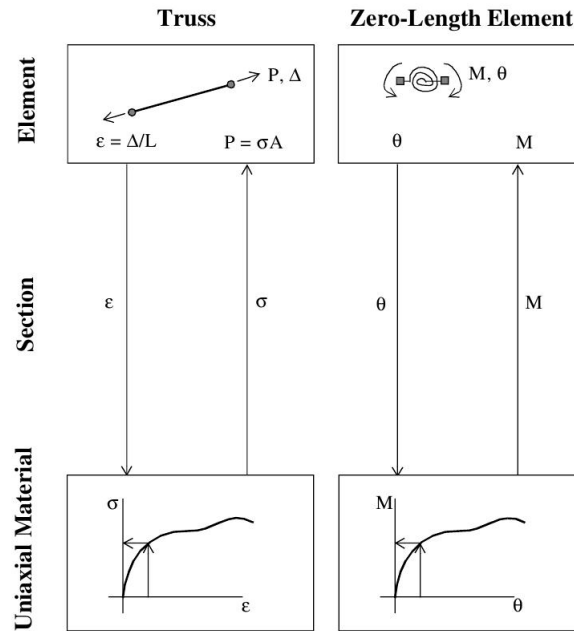 Truss
Zero-Length Element
Element
P, Δ
ε = Δ/L
P = σA
M, θ
θ
M
Section
ε
σ
θ
M
Uniaxial Material
σ
ε
M
θ